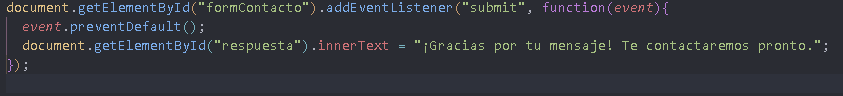 document.getElementById("formContacto").addEventListener("submit", function(event){
  event.preventDefault();
  document.getElementById("respuesta").innerText = "¡Gracias por tu mensaje! Te contactaremos pronto.";
});